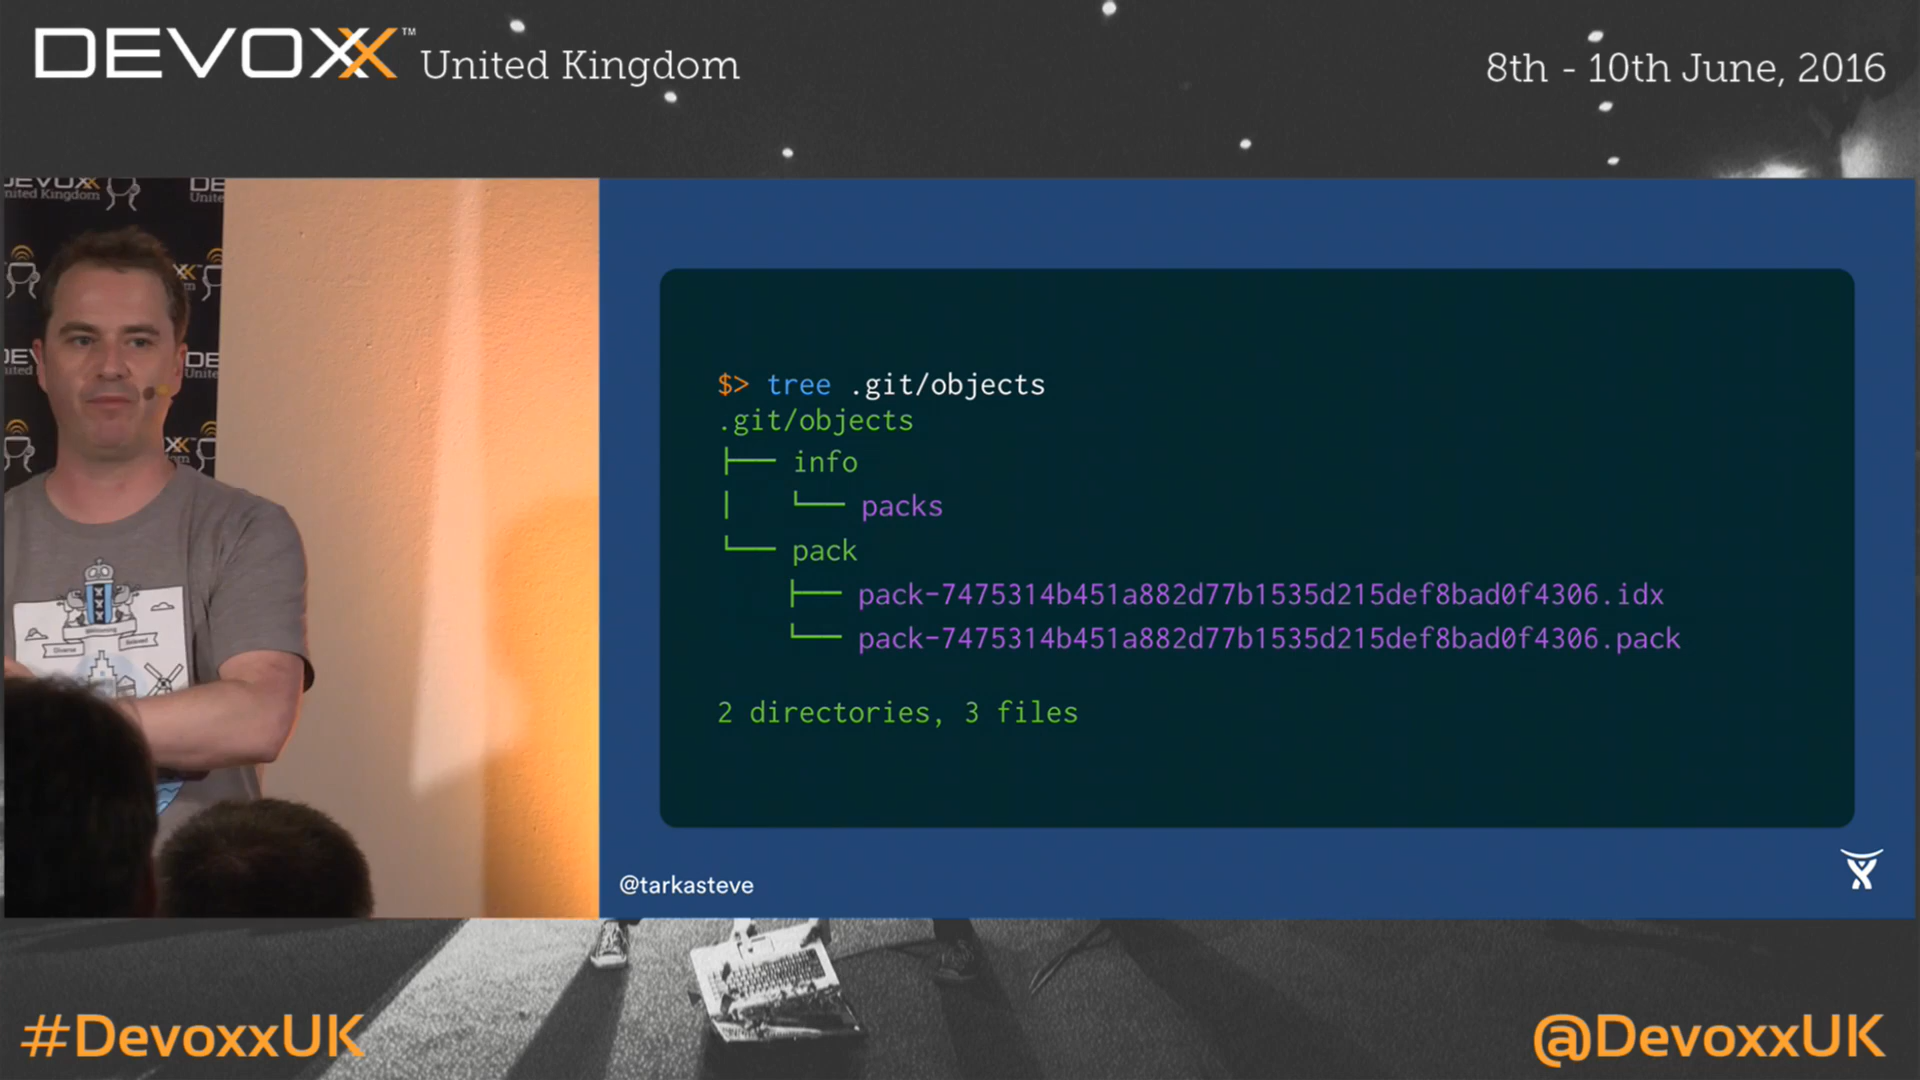 DEVOXX™ United Kingdom
8th - 10th June, 2016
$> tree .git/objects
.git/objects
├── info
│   └── packs
└── pack
    ├── pack-7475314b451a882d77b1535d215def8bad0f4306.idx
    └── pack-7475314b451a882d77b1535d215def8bad0f4306.pack
2 directories, 3 files
@tarkasteve
#DevoxxUK
@DevoxxUK